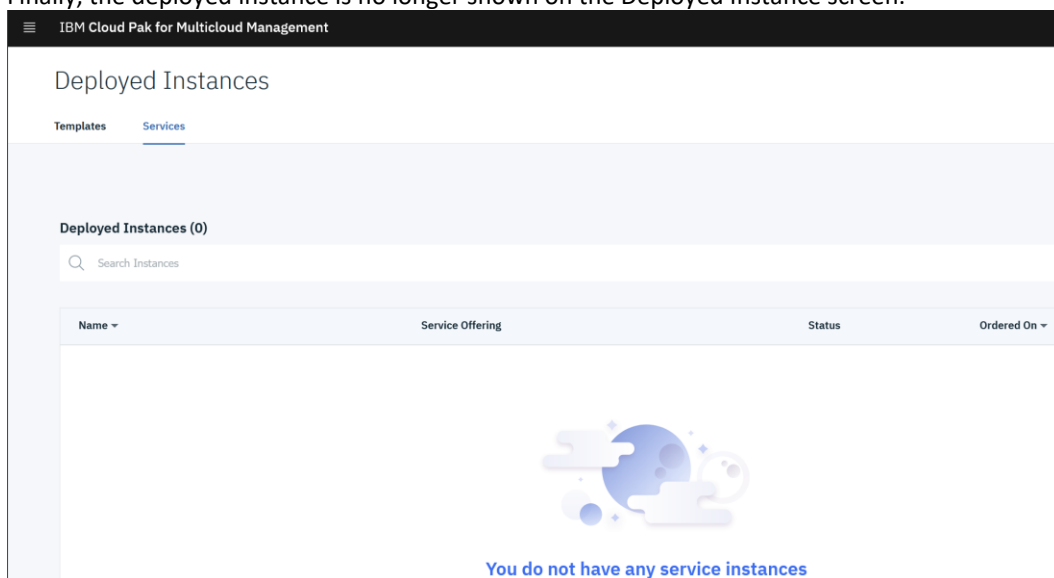 Finally, the deployed instance is no longer shown on the Deployed Instance screen.
IBM Cloud Pak for Multicloud Management
Deployed Instances
Templates Services
Deployed Instances (0)
Search Instances
Name Service Offering Status Ordered On
You do not have any service instances